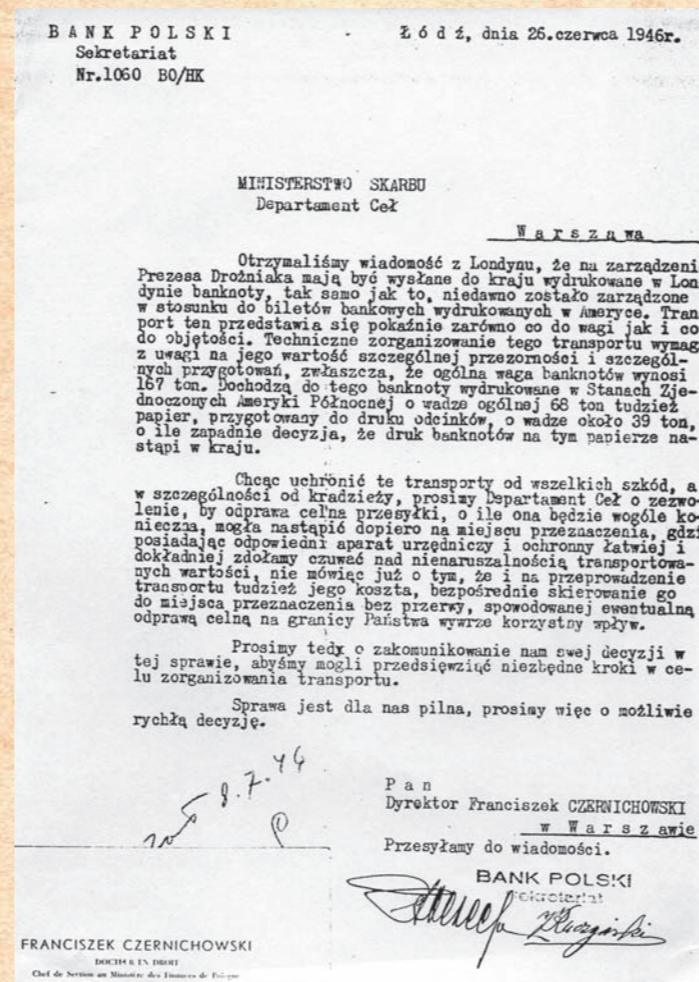 BANK POLSKI
Sekretariat
Nr.1060 BO/HK
Łódź, dnia 26.czerwca 1946r.
MINISTERSTWO SKARBU
Departament Ceł
Warszawa
Otrzymaliśmy wiadomość z Londynu, że na zarządzeni
Prezesa Drożniaka mają być wysłane do kraju wydrukowane w Lon
dynie banknoty, tak samo jak to, niedawno zostało zarządzone
w stosunku do biletów bankowych wydrukowanych w Ameryce. Tran
port ten przedstawia się pokaźnie zarówno co do wagi jak i co
do objętości. Techniczne zorganizowanie tego transportu wymag
z uwagi na jego wartość szczególnej przezorności i szczegól-
nych przygotowań, zwłaszcza, że ogólna waga banknotów wynosi
167 ton. Dochodzą do tego banknoty wydrukowane w Stanach Zje-
dnoczonych Ameryki Północnej o wadze ogólnej 68 ton tudzież
papier, przygotowany do druku odcinków, o wadze około 39 ton,
o ile zapadnie decyzja, że druk banknotów na tym papierze na-
stąpi w kraju.
Chcąc uchronić te transporty od wszelkich szkód, a
w szczególności od kradzieży, prosimy Departament Ceł o zezwo-
lenie, by odprawa celna przesyłki, o ile ona będzie wogóle ko-
nieczna, mogła nastąpić dopiero na miejscu przeznaczenia, gdzi
posiadając odpowiedni aparat urzędniczy i ochronny łatwiej i
dokładniej zdołamy czuwać nad nienaruszalnością transportowa-
nych wartości, nie mówiąc już o tym, że i na przeprowadzenie
transportu tudzież jego koszta, bezpośrednie skierowanie go
do miejsca przeznaczenia bez przerwy, spowodowanej ewentualną
odprawą celną na granicy Państwa wywrze korzystny wpływ.
Prosimy tedy o zakomunikowanie nam swej decyzji w
tej sprawie, abyśmy mogli przedsięwziąć niezbędne kroki w ce-
lu zorganizowania transportu.
Sprawa jest dla nas pilna, prosimy więc o możliwie
rychłą decyzję.
8.7.46
Pan
Dyrektor Franciszek CZERNICHOWSKI
w Warszawie
Przesyłamy do wiadomości.
BANK POLSKI
Sekretariat
FRANCISZEK CZERNICHOWSKI
DOCTEUR EN DROIT
Chef de Section au Ministère des Finances de Pologne